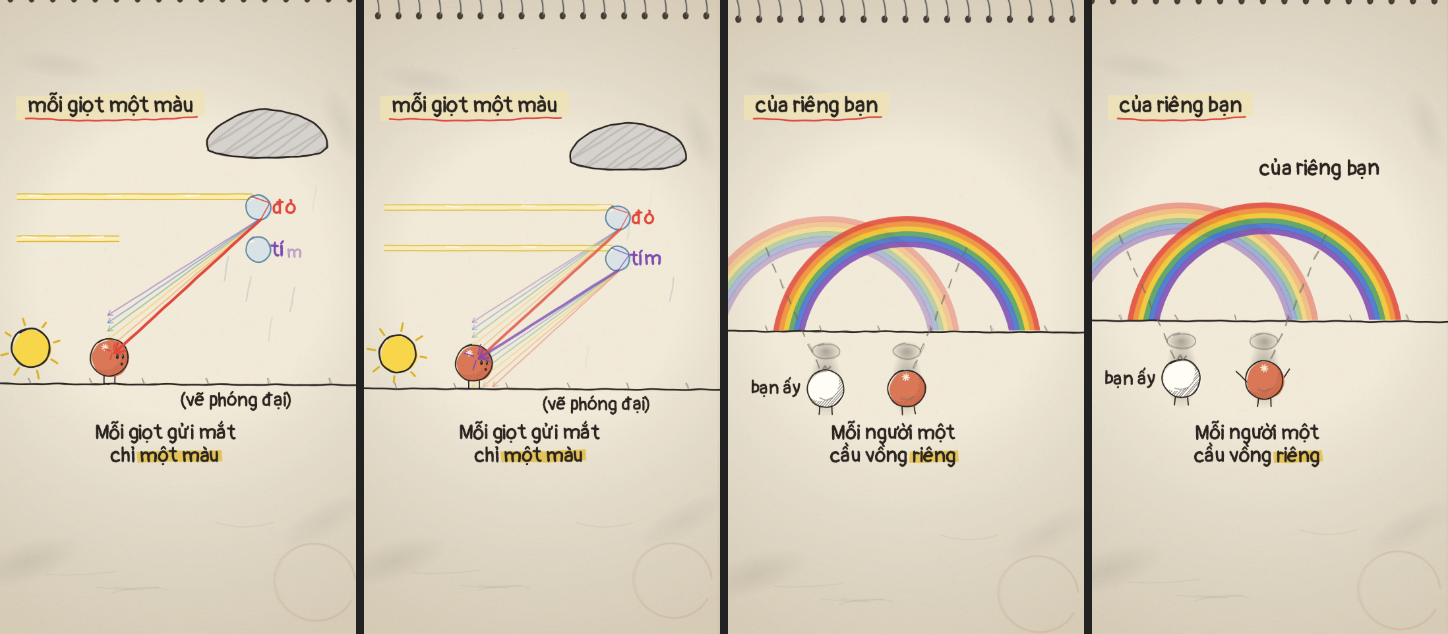 mỗi giọt một màu
đỏ
tím
(vẽ phóng đại)
Mỗi giọt gửi mắt
chỉ một màu
mỗi giọt một màu
đỏ
tím
(vẽ phóng đại)
Mỗi giọt gửi mắt
chỉ một màu
của riêng bạn
bạn ấy
Mỗi người một
cầu vồng riêng
của riêng bạn
của riêng bạn
bạn ấy
Mỗi người một
cầu vồng riêng